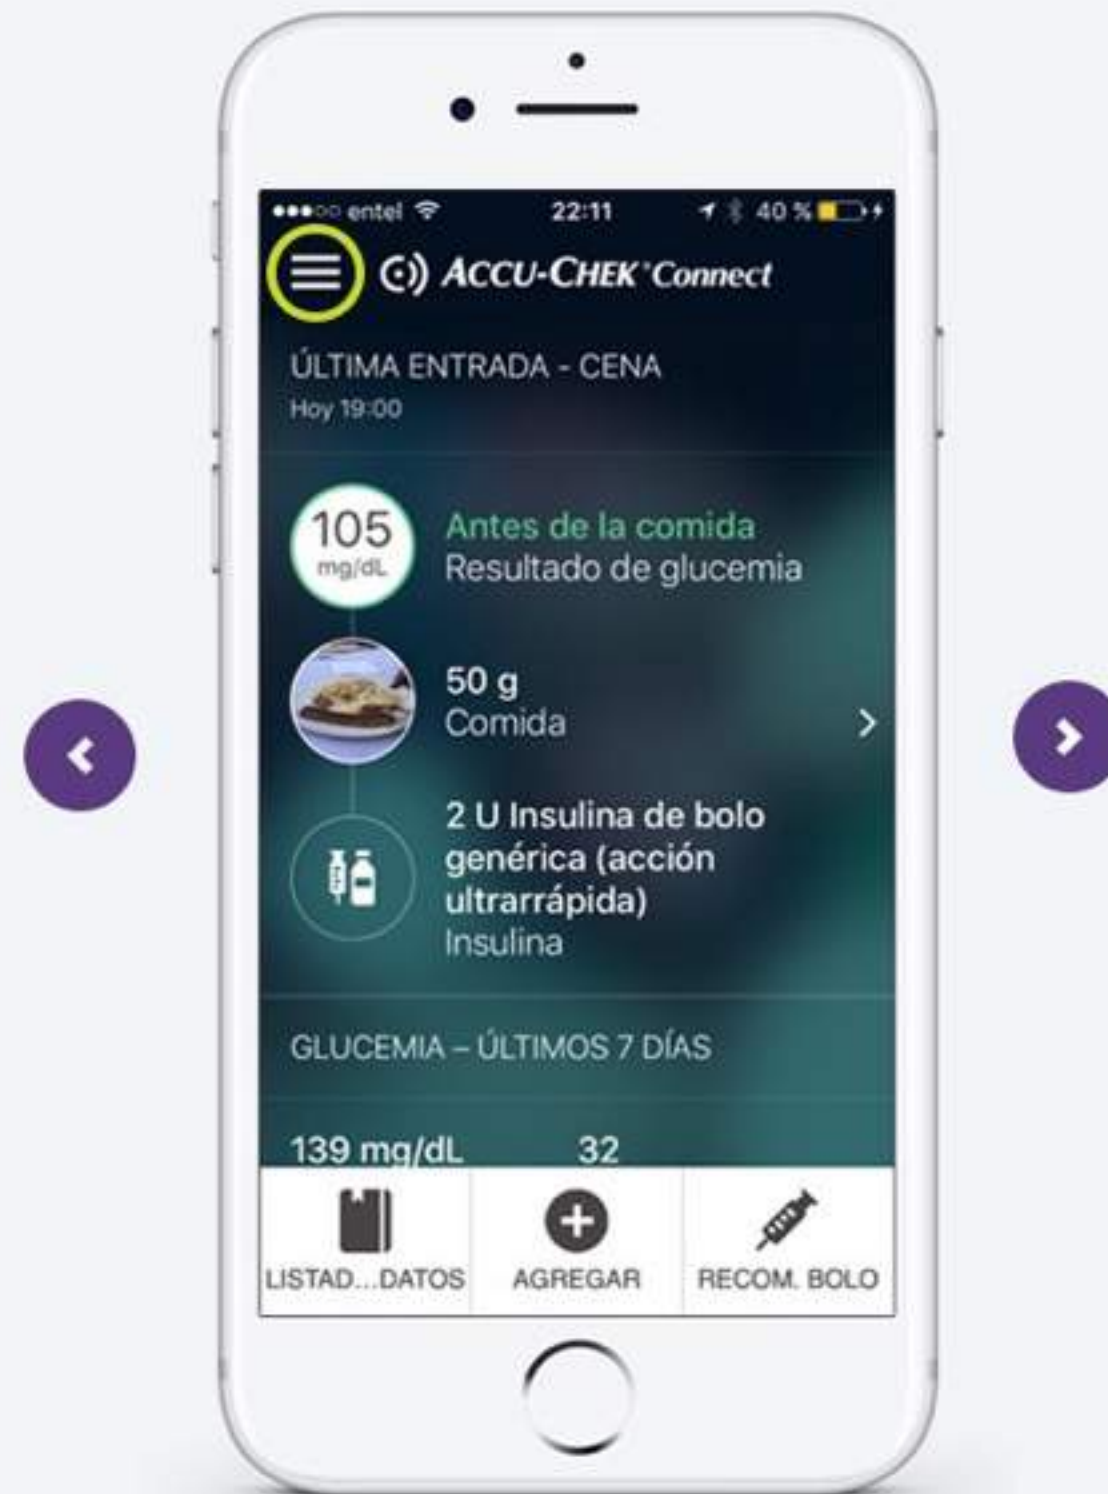 entel 22:11 40 %
ACCU-CHEK® Connect
ÚLTIMA ENTRADA - CENA
Hoy 19:00
105
mg/dL
Antes de la comida
Resultado de glucemia
50 g
Comida
2 U Insulina de bolo
genérica (acción
ultrarrápida)
Insulina
GLUCEMIA – ÚLTIMOS 7 DÍAS
139 mg/dL 32
LISTAD...DATOS AGREGAR RECOM. BOLO